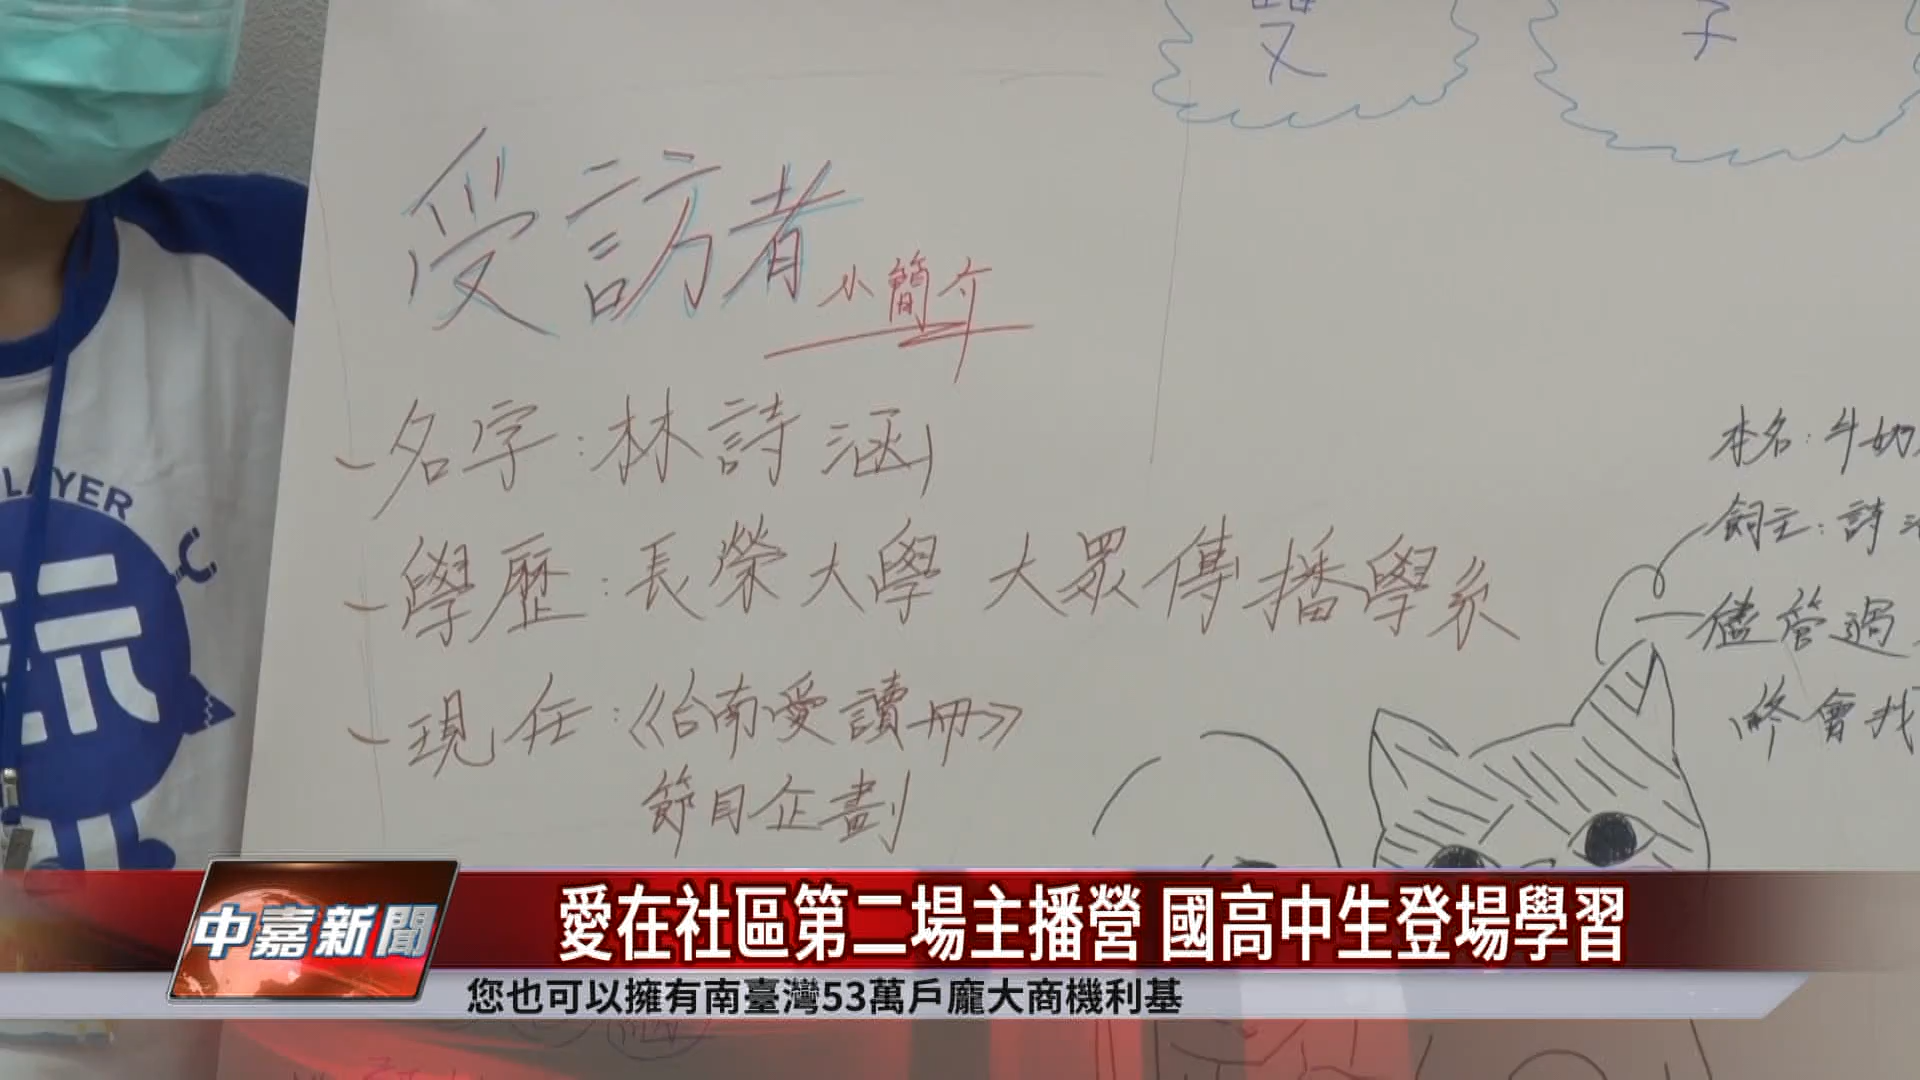 雙
子
受訪者小簡介
-名字:林詩涵
-學歷:長榮大學 大眾傳播學系
-現任:《台南愛讀冊》
節目企劃
本名:牛奶
飼主:詩
儘管過
終會找
LAYER
中嘉新聞
愛在社區第二場主播營 國高中生登場學習
您也可以擁有南臺灣53萬戶龐大商機利基